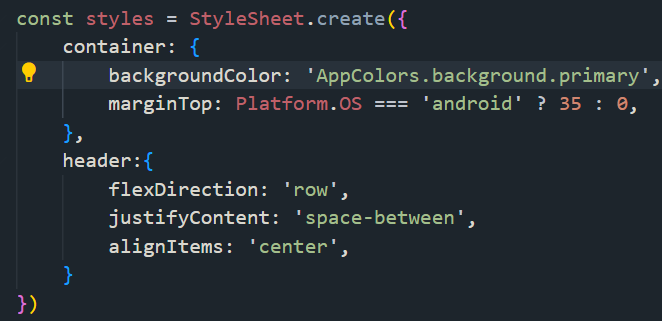 const styles = StyleSheet.create({
    container: {
        backgroundColor: 'AppColors.background.primary',
        marginTop: Platform.OS === 'android' ? 35 : 0,
    },
    header:{
        flexDirection: 'row',
        justifyContent: 'space-between',
        alignItems: 'center',
    }
})